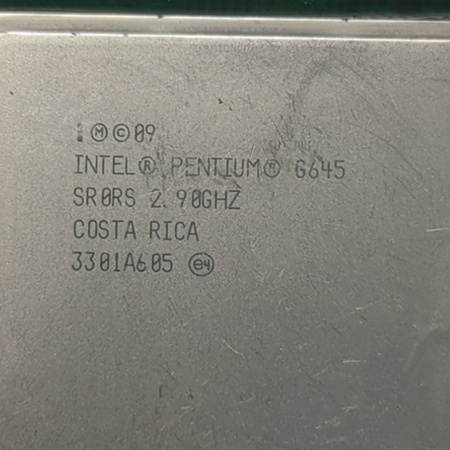 i Ⓜ©09
INTEL® PENTIUM® G645
SR0RS 2.90GHZ
COSTA RICA
3301A605 e4